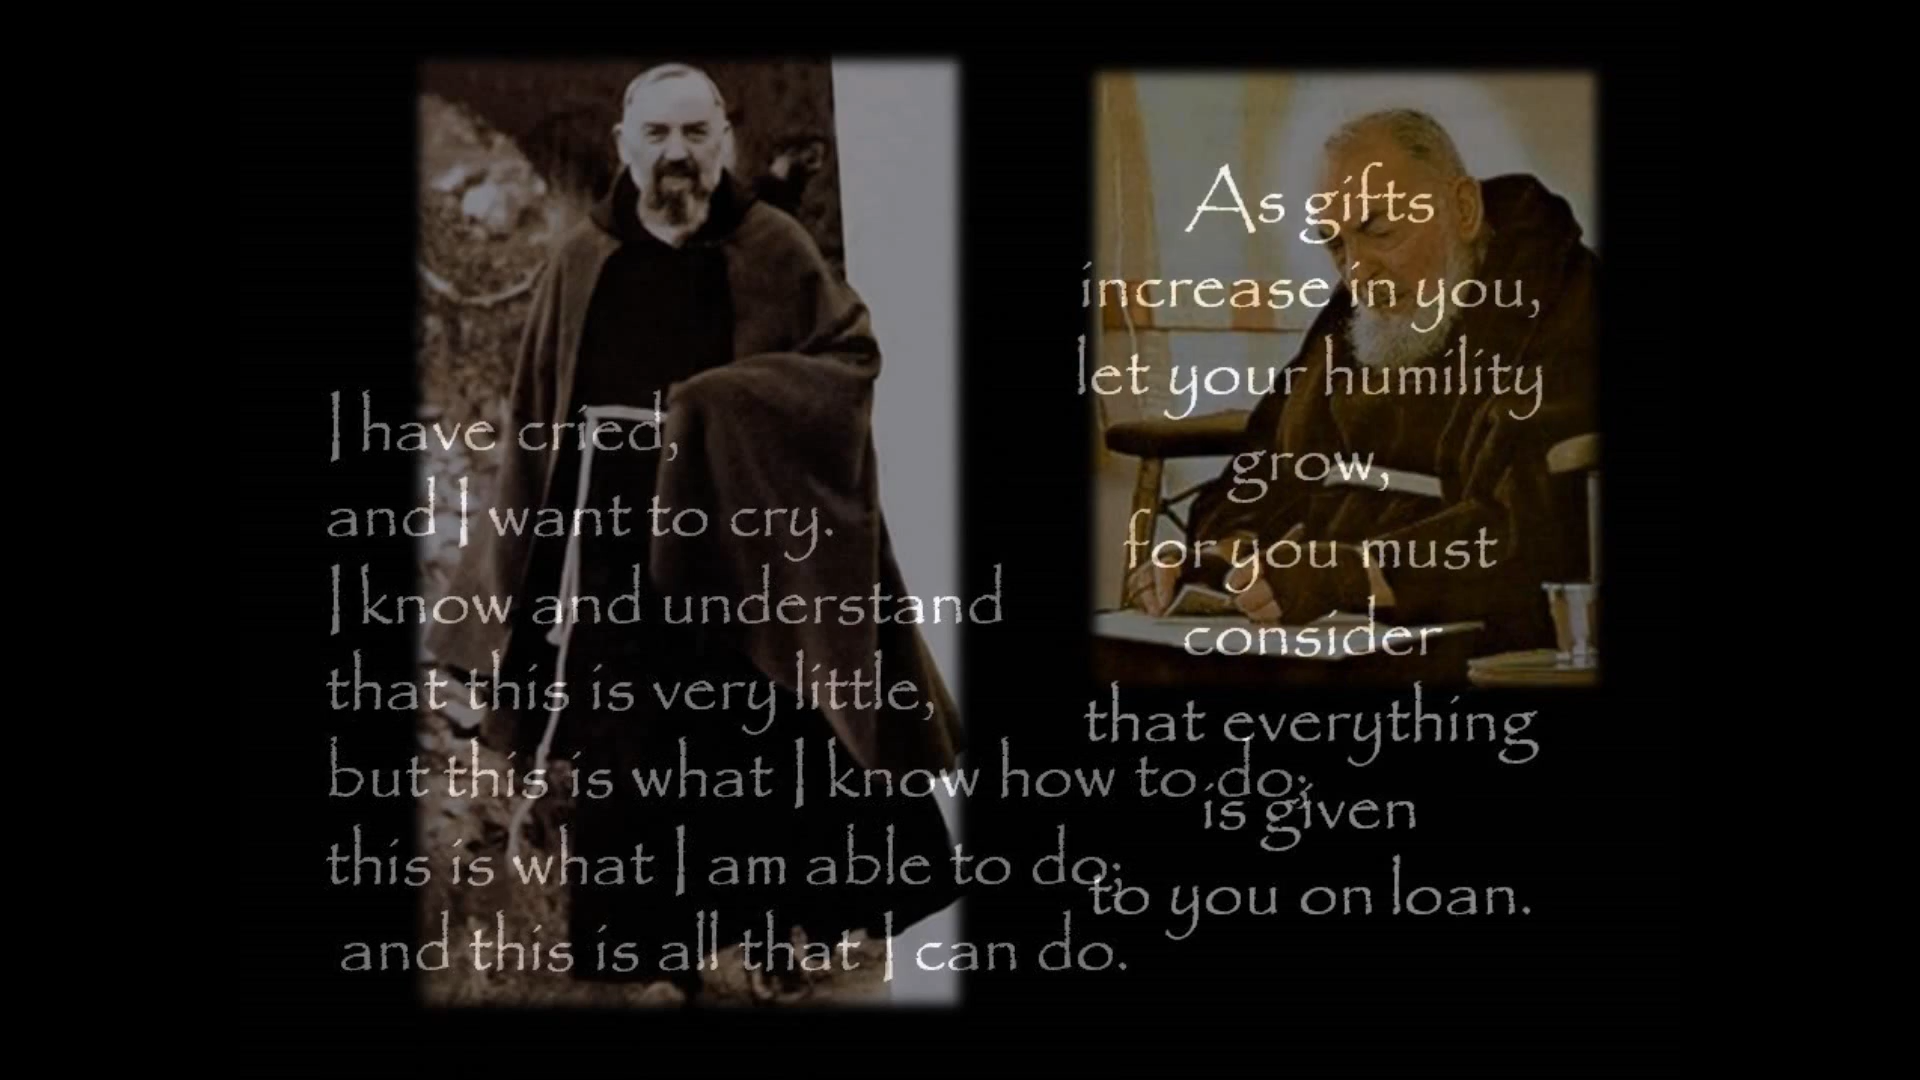 I have cried,
and I want to cry.
I know and understand
that this is very little,
but this is what I know how to do;
this is what I am able to do;
and this is all that I can do.
As gifts
increase in you,
let your humility
grow,
for you must
consider
that everything
is given
to you on loan.